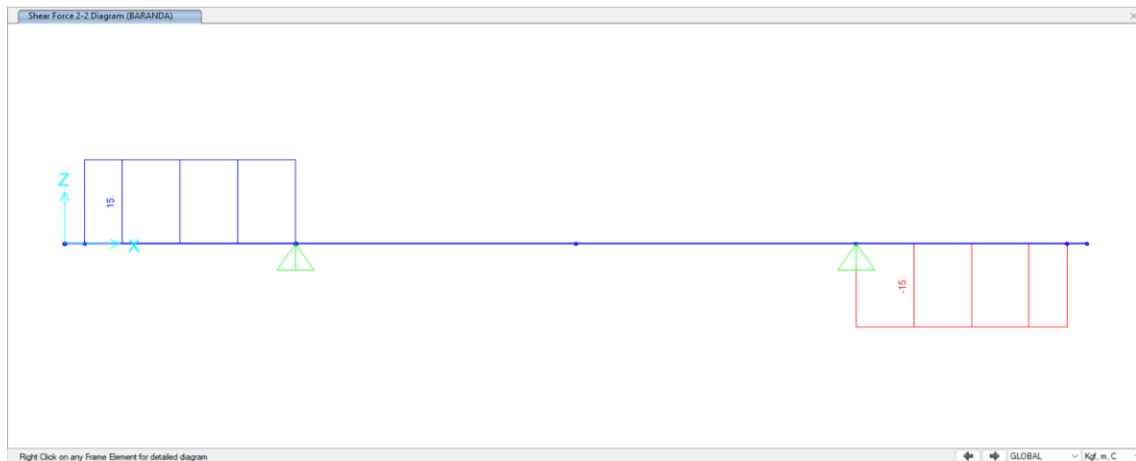 Shear Force 2-2 Diagram (BARANDA)
Z
15.
X
-15.
Right Click on any Frame Element for detailed diagram
GLOBAL
Kgf, m, C